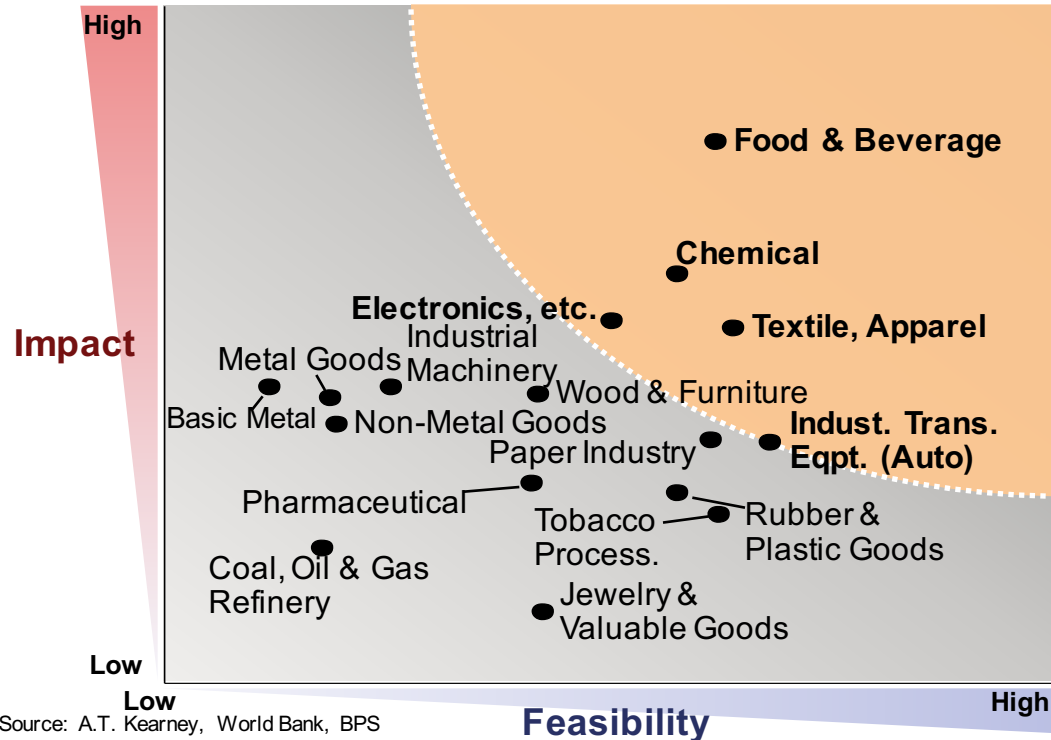 High
Food & Beverage
Chemical
Electronics, etc.
Textile, Apparel
Impact
Industrial
Machinery
Metal Goods
Wood & Furniture
Basic Metal
Non-Metal Goods
Indust. Trans.
Eqpt. (Auto)
Paper Industry
Pharmaceutical
Tobacco
Process.
Rubber &
Plastic Goods
Coal, Oil & Gas
Refinery
Jewelry &
Valuable Goods
Low
Low
High
Source: A.T. Kearney, World Bank, BPS
Feasibility